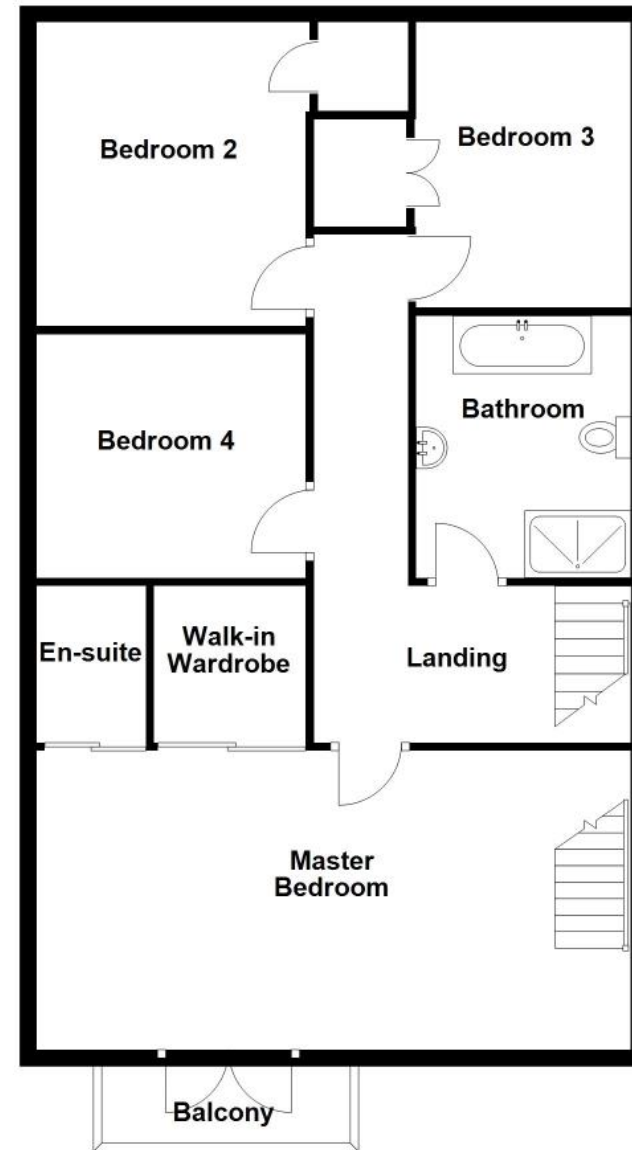 Bedroom 2
Bedroom 3
Bathroom
Bedroom 4
En-suite
Walk-in
Wardrobe
Landing
Master
Bedroom
Balcony